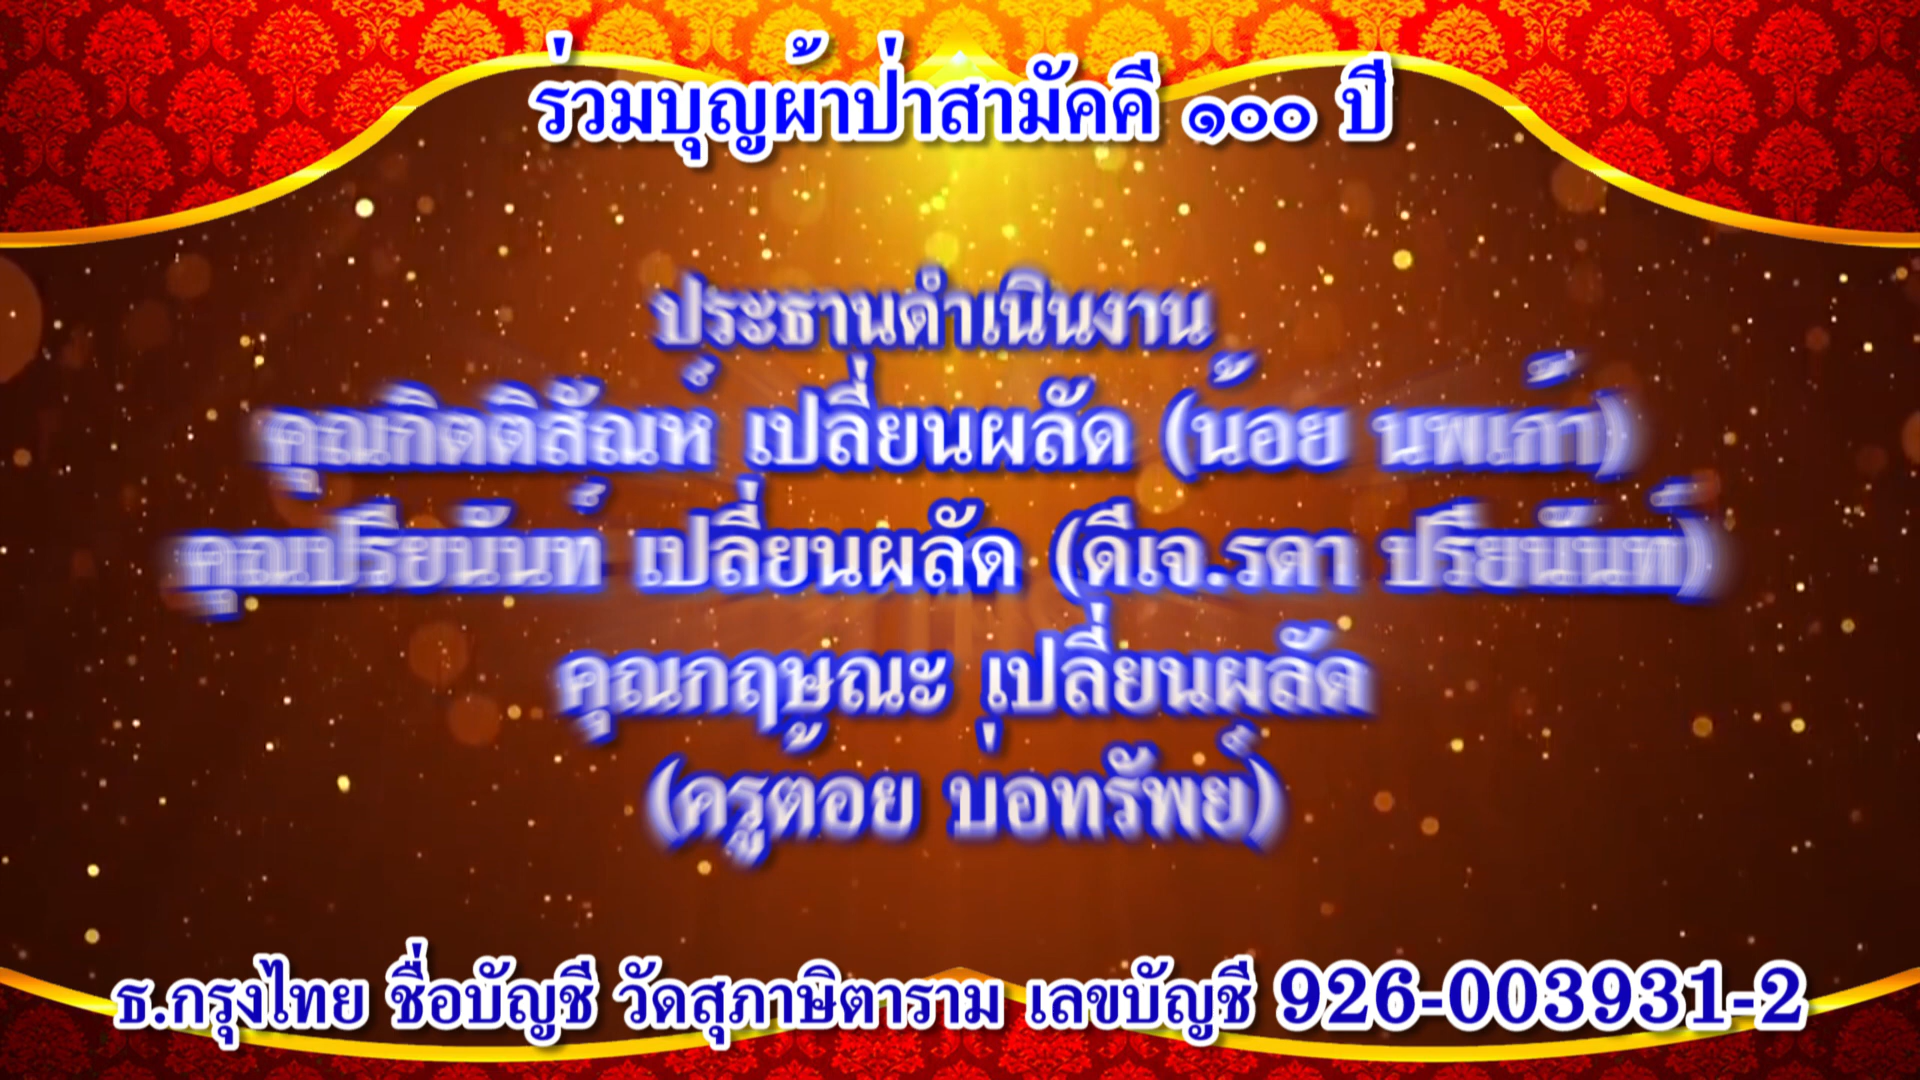 ร่วมบุญผ้าป่าสามัคคี ๑๐๐ ปี
ประธานดำเนินงาน
คุณกิตติสัณห์ เปลี่ยนผลัด (น้อย นพเก้า)
คุณปรียนันท์ เปลี่ยนผลัด (ดีเจ.รดา ปรียนันท์)
คุณกฤษณะ เปลี่ยนผลัด
(ครูต้อย บ่อทรัพย์)
ธ.กรุงไทย ชื่อบัญชี วัดสุภาษิตาราม เลขบัญชี 926-003931-2